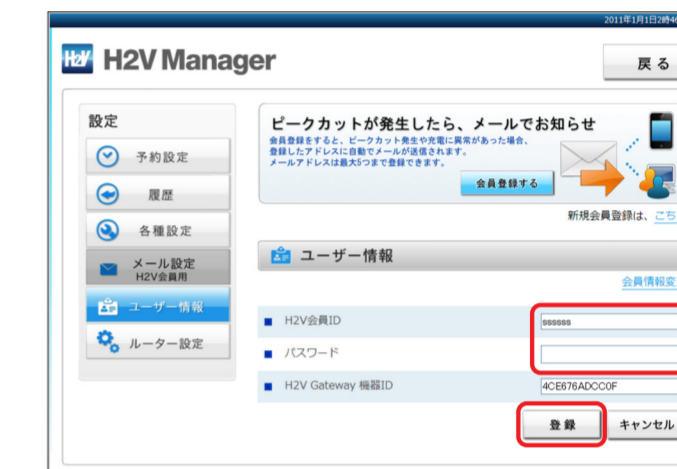 2011年1月1日2時4
H2V H2V Manager
戻る
設定
予約設定
履歴
各種設定
メール設定
H2V会員用
ユーザー情報
ルーター設定
ピークカットが発生したら、メールでお知らせ
会員登録をすると、ピークカット発生や充電に異常があった場合、
登録したアドレスに自動でメールが送信されます。
メールアドレスは最大5つまで登録できます。
会員登録する
新規会員登録は、こち
ユーザー情報
会員情報変
H2V会員ID
ssssss
パスワード
H2V Gateway 機器ID
4CE676ADCC0F
登録
キャンセル